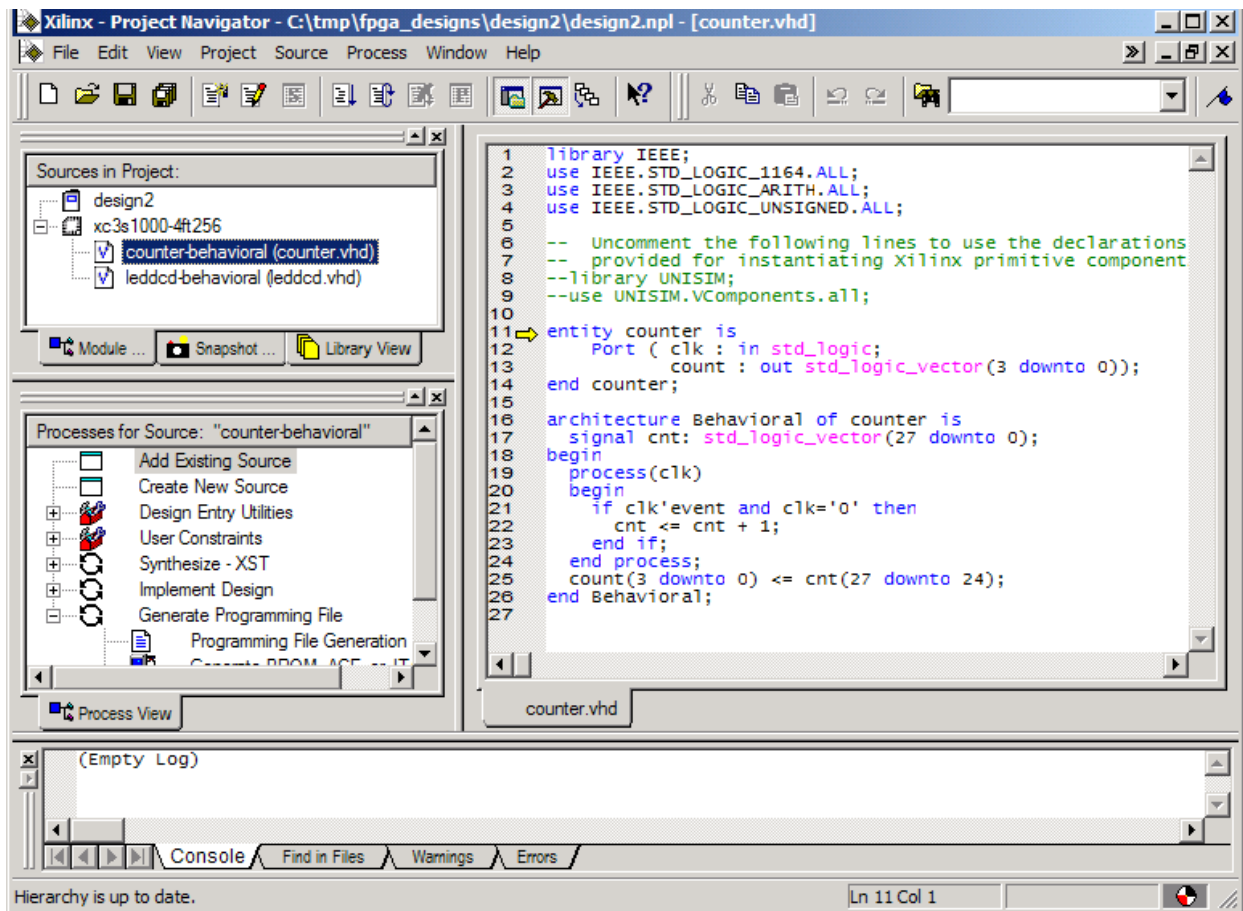 Xilinx - Project Navigator - C:\tmp\fpga_designs\design2\design2.npl - [counter.vhd]
File Edit View Project Source Process Window Help
Sources in Project:
design2
xc3s1000-4ft256
counter-behavioral (counter.vhd)
leddcd-behavioral (leddcd.vhd)
Module ... Snapshot ... Library View
Processes for Source: "counter-behavioral"
Add Existing Source
Create New Source
Design Entry Utilities
User Constraints
Synthesize - XST
Implement Design
Generate Programming File
Programming File Generation
Process View
1 library IEEE;
2 use IEEE.STD_LOGIC_1164.ALL;
3 use IEEE.STD_LOGIC_ARITH.ALL;
4 use IEEE.STD_LOGIC_UNSIGNED.ALL;
5
6 -- Uncomment the following lines to use the declarations
7 -- provided for instantiating Xilinx primitive component
8 --library UNISIM;
9 --use UNISIM.VComponents.all;
10
11 entity counter is
12 Port ( clk : in std_logic;
13 count : out std_logic_vector(3 downto 0));
14 end counter;
15
16 architecture Behavioral of counter is
17 signal cnt: std_logic_vector(27 downto 0);
18 begin
19 process(clk)
20 begin
21 if clk'event and clk='0' then
22 cnt <= cnt + 1;
23 end if;
24 end process;
25 count(3 downto 0) <= cnt(27 downto 24);
26 end Behavioral;
27
counter.vhd
(Empty Log)
Console Find in Files Warnings Errors
Hierarchy is up to date. Ln 11 Col 1